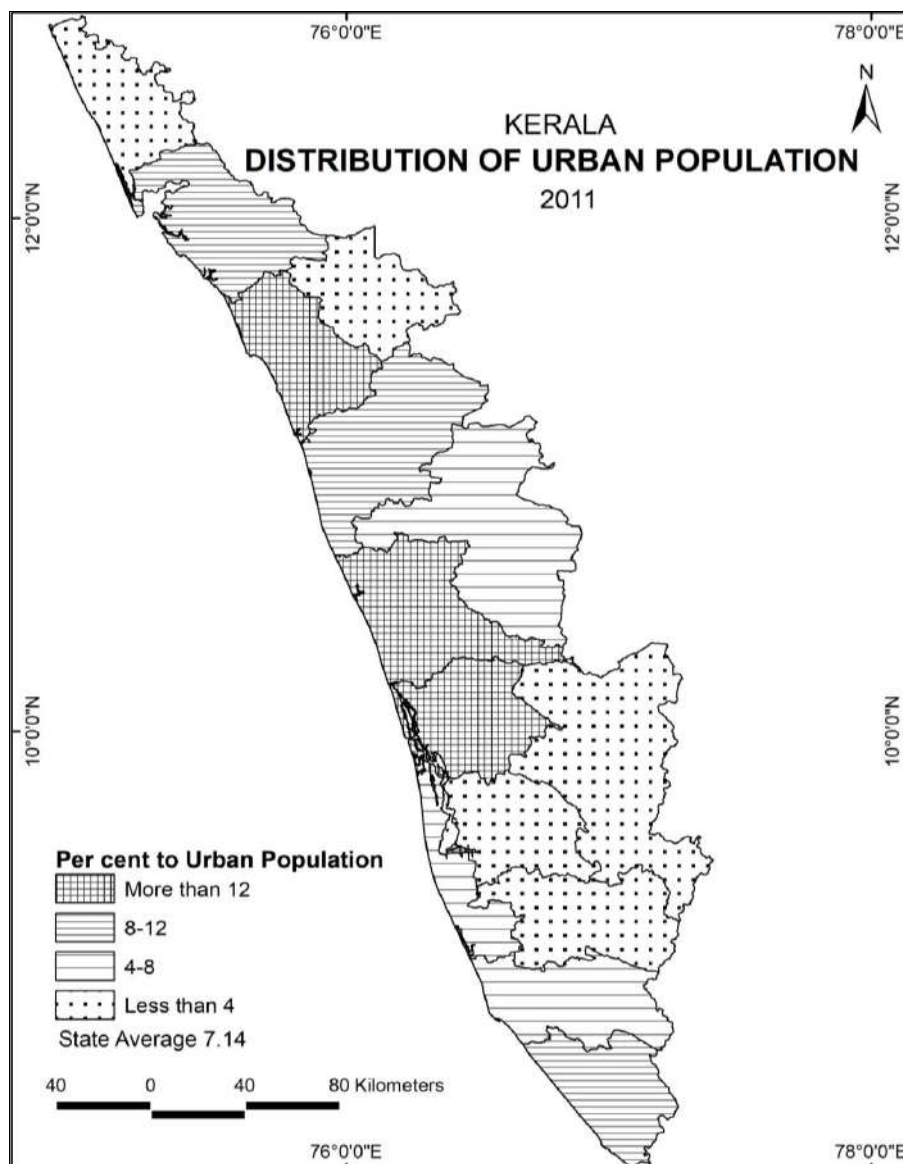 76°0'0"E 78°0'0"E
N
KERALA
DISTRIBUTION OF URBAN POPULATION
2011
12°0'0"N 12°0'0"N
10°0'0"N 10°0'0"N
Per cent to Urban Population
More than 12
8-12
4-8
Less than 4
State Average 7.14
40 0 40 80 Kilometers
76°0'0"E 78°0'0"E